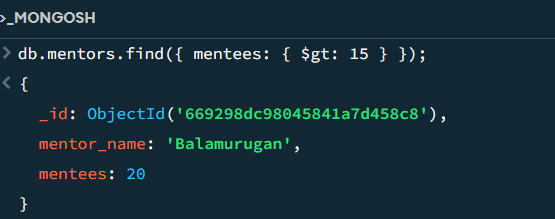 >_MONGOSH
> db.mentors.find({ mentees: { $gt: 15 } });
< {
_id: ObjectId('669298dc98045841a7d458c8'),
mentor_name: 'Balamurugan',
mentees: 20
}